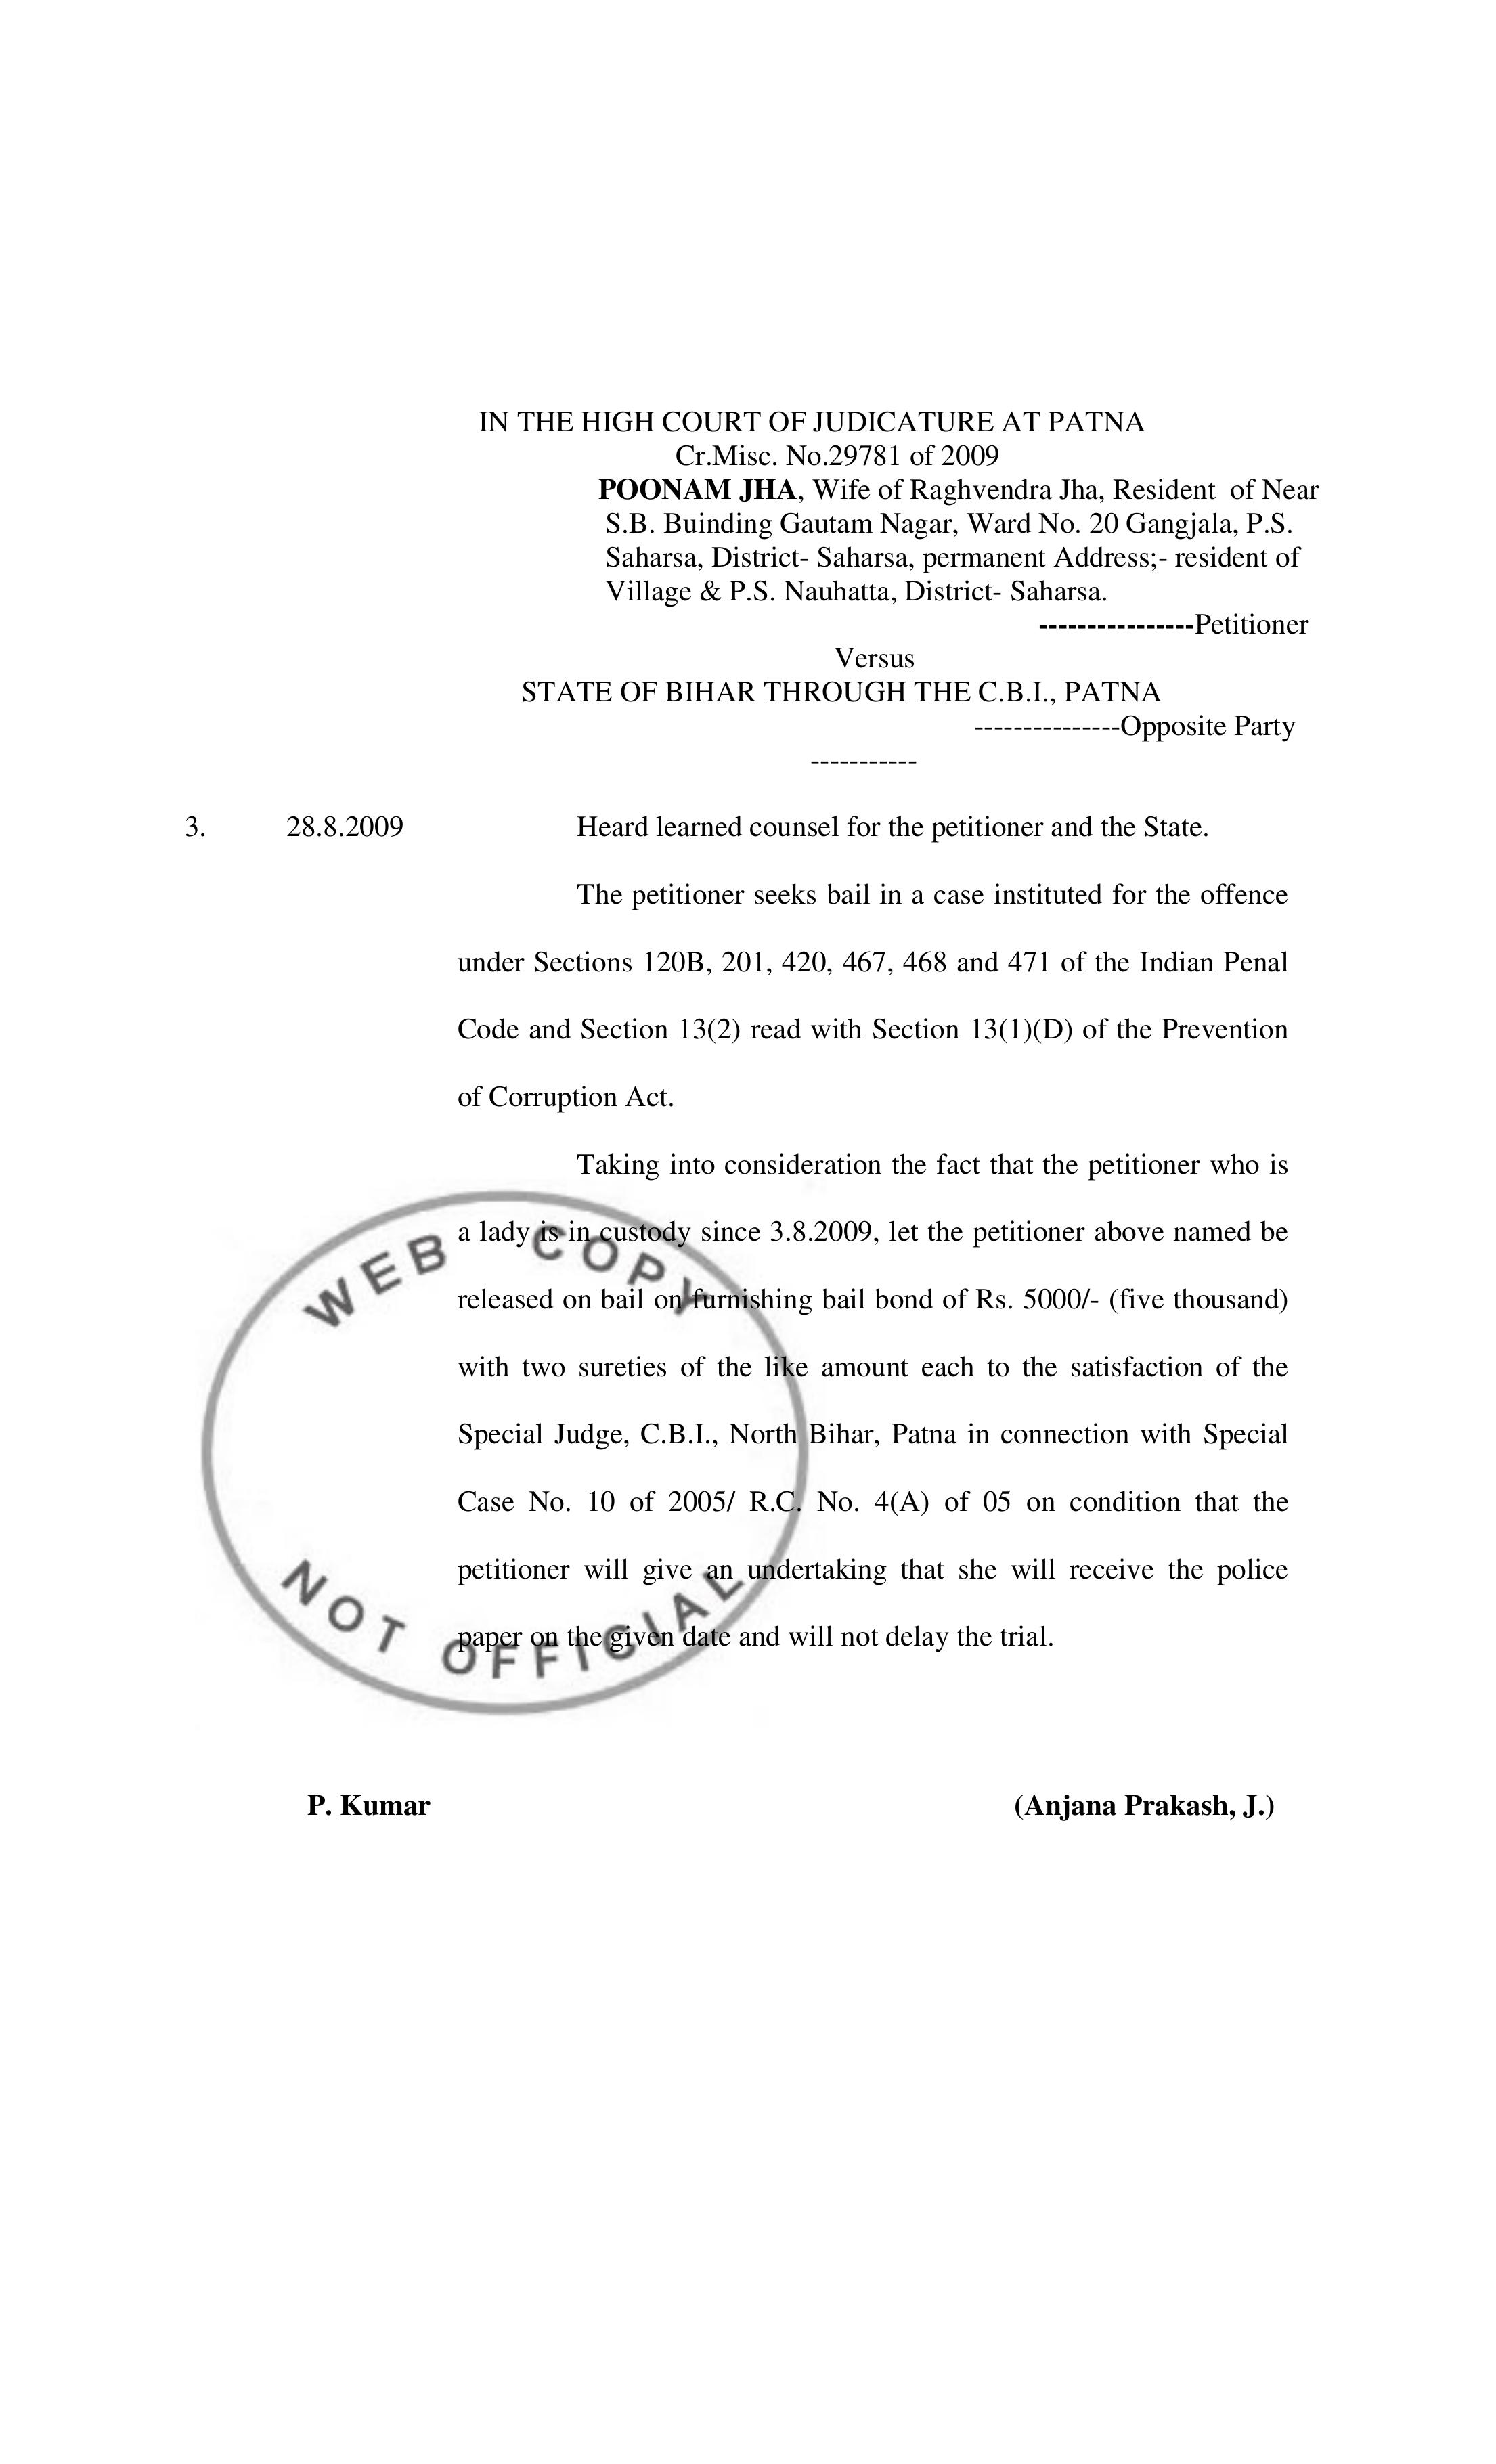 IN THE HIGH COURT OF JUDICATURE AT PATNA
Cr.Misc. No.29781 of 2009
POONAM JHA, Wife of Raghvendra Jha, Resident of Near
S.B. Buinding Gautam Nagar, Ward No. 20 Gangjala, P.S.
Saharsa, District- Saharsa, permanent Address;- resident of
Village & P.S. Nauhatta, District- Saharsa.
----------------Petitioner
Versus
STATE OF BIHAR THROUGH THE C.B.I., PATNA
---------------Opposite Party
-----------
3. 28.8.2009 Heard learned counsel for the petitioner and the State.
The petitioner seeks bail in a case instituted for the offence
under Sections 120B, 201, 420, 467, 468 and 471 of the Indian Penal
Code and Section 13(2) read with Section 13(1)(D) of the Prevention
of Corruption Act.
Taking into consideration the fact that the petitioner who is
a lady is in custody since 3.8.2009, let the petitioner above named be
released on bail on furnishing bail bond of Rs. 5000/- (five thousand)
with two sureties of the like amount each to the satisfaction of the
Special Judge, C.B.I., North Bihar, Patna in connection with Special
Case No. 10 of 2005/ R.C. No. 4(A) of 05 on condition that the
petitioner will give an undertaking that she will receive the police
paper on the given date and will not delay the trial.
WEB COPY
NOT OFFICIAL
P. Kumar (Anjana Prakash, J.)